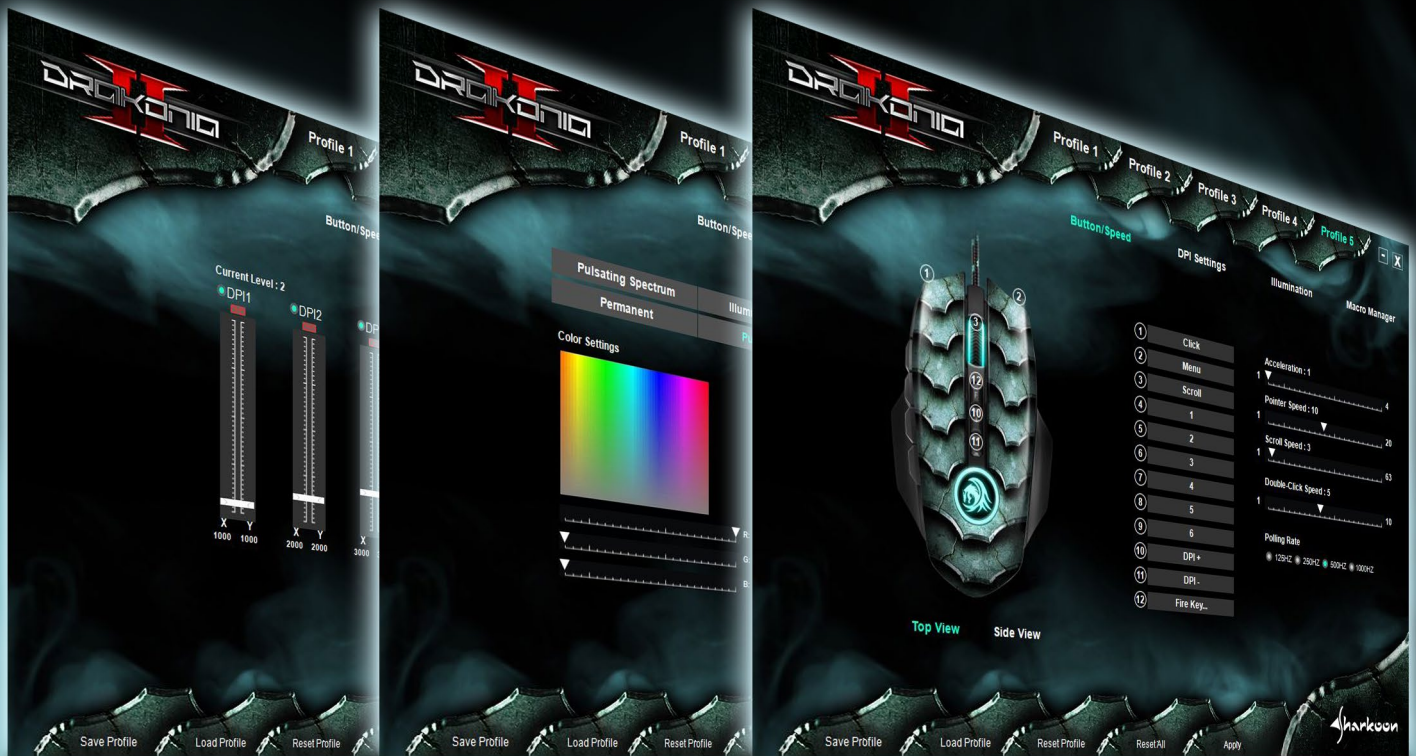 DRAKONIA II
Profile 1
Button/Spee
Current Level : 2
DPI1
DPI2
DP
X Y
1000 1000
X Y
2000 2000
X
3000
Save Profile
Load Profile
Reset Profile
DRAKONIA II
Profile 1
Button/Spee
Pulsating Spectrum
Illum
Permanent
Pu
Color Settings
R:
G:
B:
Save Profile
Load Profile
Reset Profile
DRAKONIA II
Profile 1
Profile 2
Profile 3
Profile 4
Profile 5
- X
Button/Speed
DPI Settings
Illumination
Macro Manager
1
2
3
12
10
11
1 Click
2 Menu
3 Scroll
4 1
5 2
6 3
7 4
8 5
9 6
10 DPI +
11 DPI -
12 Fire Key...
Acceleration : 1
1 4
Pointer Speed : 10
1 20
Scroll Speed : 3
1 63
Double-Click Speed : 5
1 10
Polling Rate
125HZ 250HZ 500HZ 1000HZ
Top View
Side View
Save Profile
Load Profile
Reset Profile
Reset All
Apply
Sharkoon